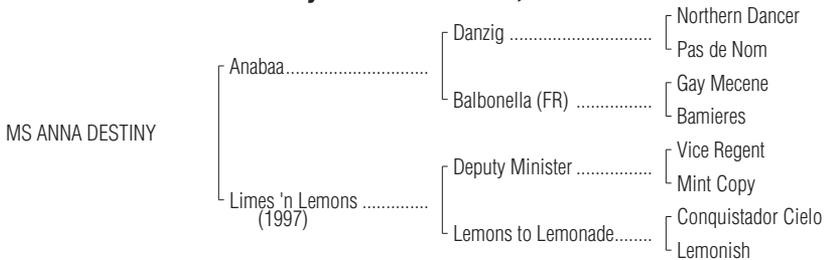 Northern Dancer
Danzig ..............................
Pas de Nom
Anabaa.............................
Gay Mecene
Balbonella (FR) ................
Bamieres
MS ANNA DESTINY
Vice Regent
Deputy Minister ................
Mint Copy
Limes 'n Lemons ..............
(1997)
Conquistador Cielo
Lemons to Lemonade........
Lemonish